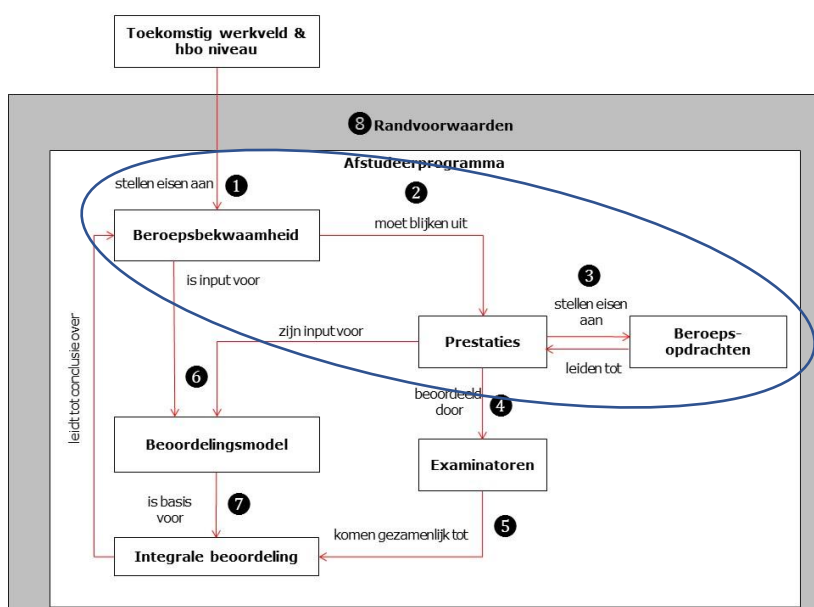 Toekomstig werkveld &
hbo niveau
8 Randvoorwaarden
Afstudeerprogramma
stellen eisen aan
1
2
Beroepsbekwaamheid
moet blijken uit
is input voor
3
stellen eisen
aan
zijn input voor
Prestaties
Beroeps-
opdrachten
leiden tot
6
beoordeeld
door
4
leidt tot conclusie over
Beoordelingsmodel
Examinatoren
is basis
voor
7
5
komen gezamenlijk tot
Integrale beoordeling